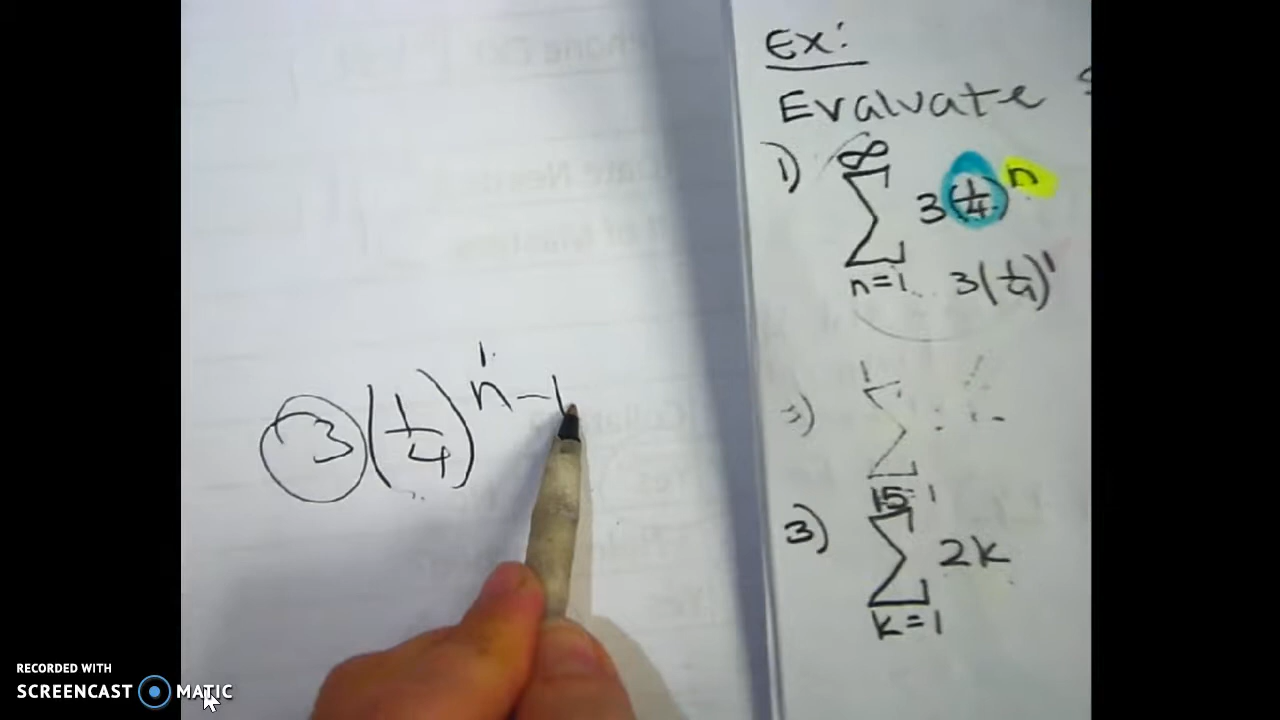 3(1/4)^(n-1)
1
Ex:
Evaluate
1) ∞ Σ n=1 3(1/4)^n
3(1/4)^1
Σ
3) 15 Σ k=1 2k
RECORDED WITH
SCREENCAST MATIC